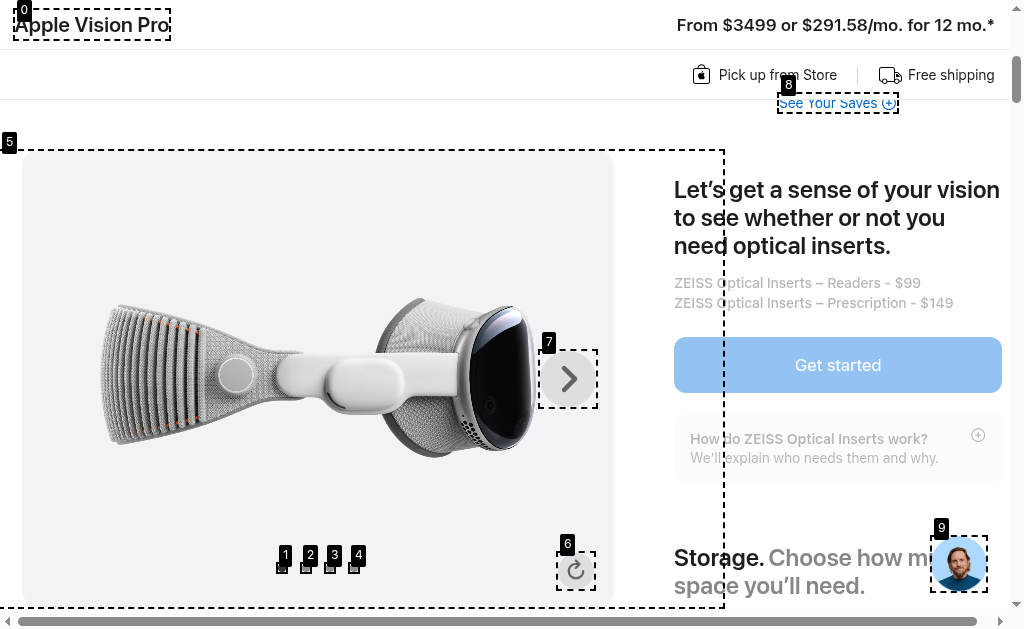 0
Apple Vision Pro
From $3499 or $291.58/mo. for 12 mo.*
Pick up from Store
Free shipping
8
See Your Saves
5
Let's get a sense of your vision
to see whether or not you
need optical inserts.
ZEISS Optical Inserts – Readers - $99
ZEISS Optical Inserts – Prescription - $149
7
Get started
How do ZEISS Optical Inserts work?
We'll explain who needs them and why.
1
2
3
4
6
9
Storage. Choose how
space you'll need.